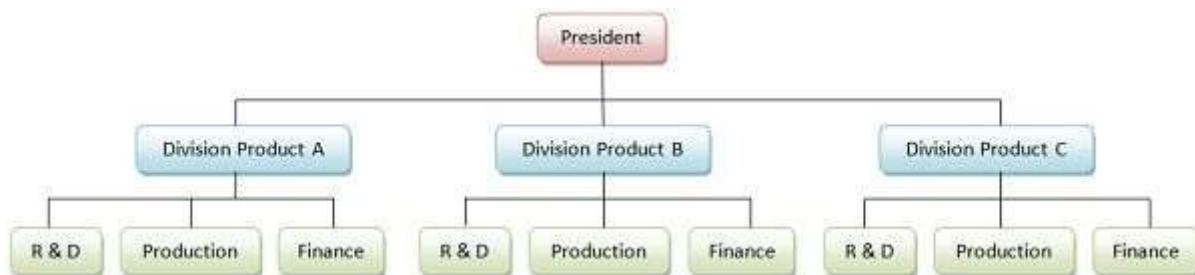 President
Division Product A
Division Product B
Division Product C
R & D
Production
Finance
R & D
Production
Finance
R & D
Production
Finance